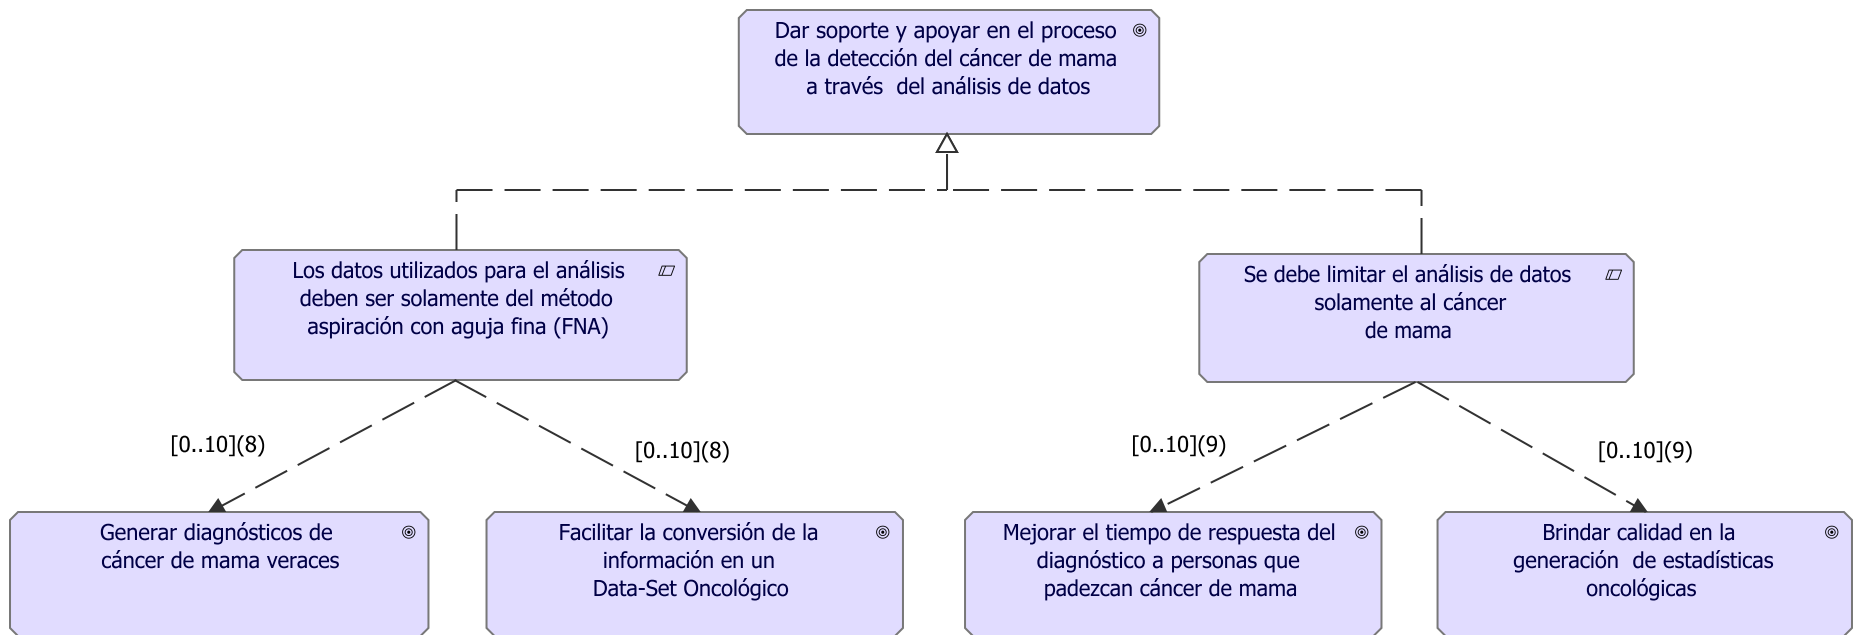 Dar soporte y apoyar en el proceso
de la detección del cáncer de mama
a través  del análisis de datos
Los datos utilizados para el análisis
deben ser solamente del método
aspiración con aguja fina (FNA)
Se debe limitar el análisis de datos
solamente al cáncer
de mama
[0..10](8)
[0..10](8)
[0..10](9)
[0..10](9)
Generar diagnósticos de
cáncer de mama veraces
Facilitar la conversión de la
información en un
Data-Set Oncológico
Mejorar el tiempo de respuesta del
diagnóstico a personas que
padezcan cáncer de mama
Brindar calidad en la
generación  de estadísticas
oncológicas